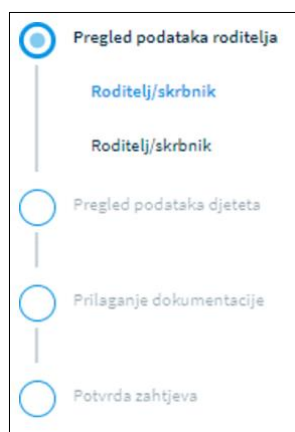 Pregled podataka roditelja
Roditelj/skrbnik
Roditelj/skrbnik
Pregled podataka djeteta
Prilaganje dokumentacije
Potvrda zahtjeva